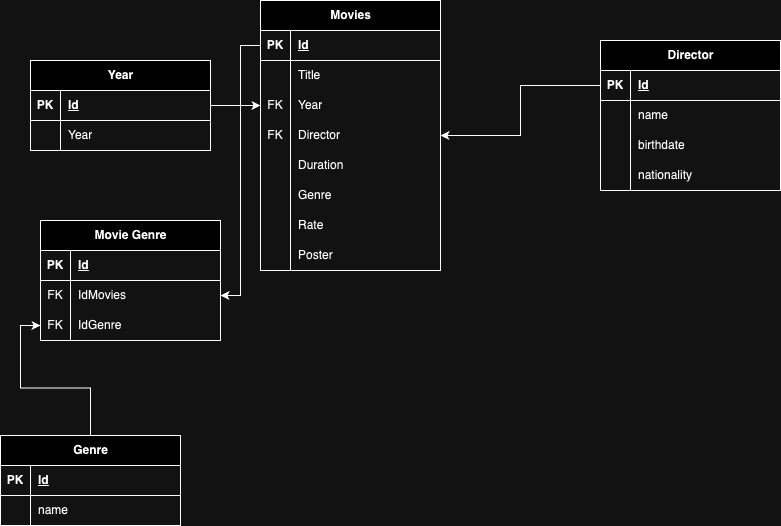 Movies
PK Id
Title
FK Year
FK Director
Duration
Genre
Rate
Poster
Year
PK Id
Year
Director
PK Id
name
birthdate
nationality
Movie Genre
PK Id
FK IdMovies
FK IdGenre
Genre
PK Id
name